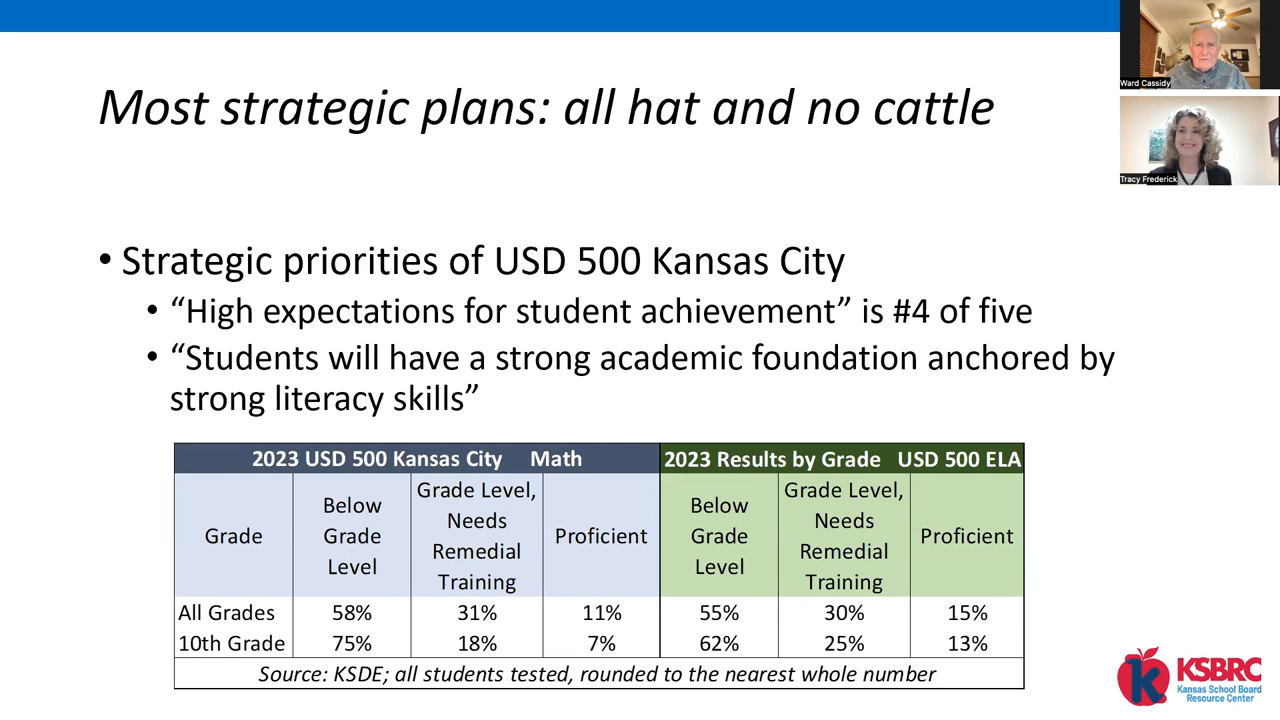 Most strategic plans: all hat and no cattle
Ward Cassidy
Tracy Frederick
• Strategic priorities of USD 500 Kansas City
• “High expectations for student achievement” is #4 of five
• “Students will have a strong academic foundation anchored by
strong literacy skills”
2023 USD 500 Kansas City Math
2023 Results by Grade USD 500 ELA
Grade
Below
Grade
Level
Grade Level,
Needs
Remedial
Training
Proficient
Below
Grade
Level
Grade Level,
Needs
Remedial
Training
Proficient
All Grades 58% 31% 11% 55% 30% 15%
10th Grade 75% 18% 7% 62% 25% 13%
Source: KSDE; all students tested, rounded to the nearest whole number
k
KSBRC
Kansas School Board
Resource Center